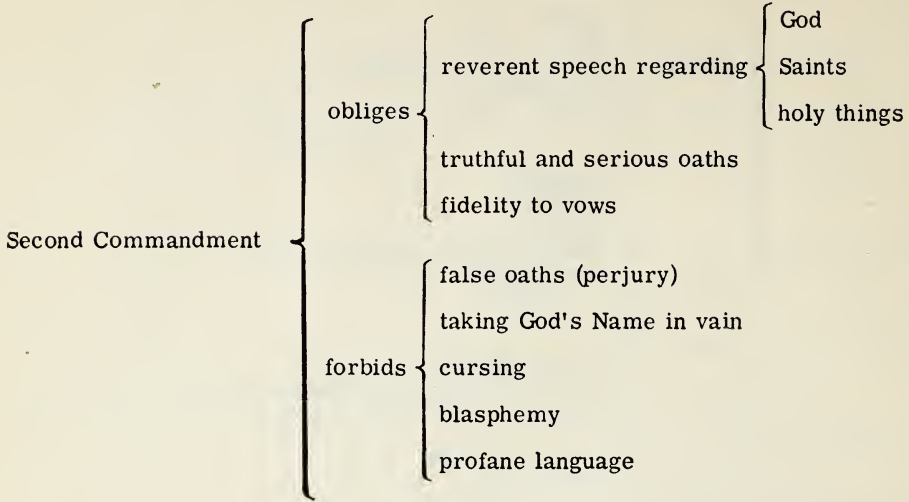 God
reverent speech regarding Saints
holy things
obliges
truthful and serious oaths
fidelity to vows
Second Commandment
false oaths (perjury)
taking God's Name in vain
forbids cursing
blasphemy
profane language